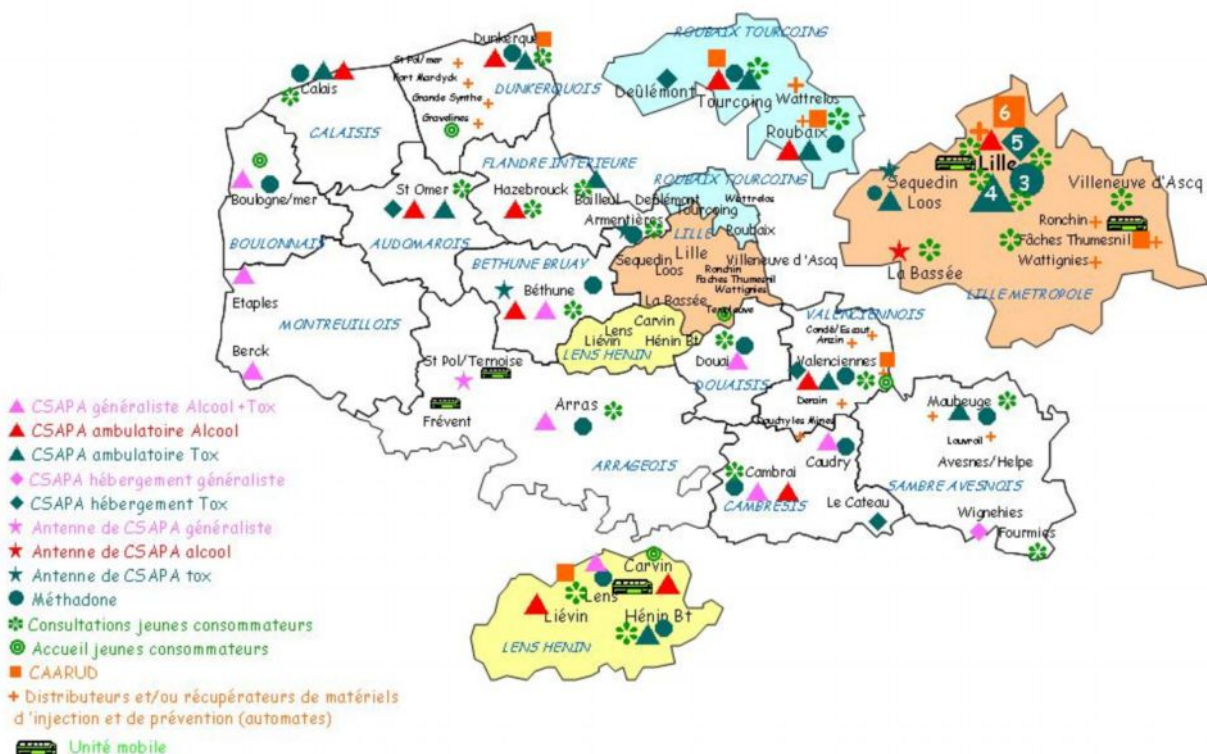 Dunkerque
St Pol/mer
Fort Mardyck
Grande Synthe
Gravelines
DUNKERQUOIS
Calais
CALAISIS
Boulogne/mer
BOULONNAIS
St Omer
AUDOMAROIS
FLANDRE INTERIEURE
Hazebrouck
Bailleul
Armentières
ROUBAIX TOURCOING
Deûlémont
Tourcoing
Wattrelos
Roubaix
ROUBAIX TOURCOING
Deûlémont
Tourcoing
Wattrelos
Roubaix
LILLE
Lille
Sequedin
Loos
Villeneuve d'Ascq
Ronchin
Faches Thumesnil
Wattignies
La Bassée
Templeuve
6
5
Lille
3
4
Sequedin
Loos
Villeneuve d'Ascq
Ronchin
Fâches Thumesnil
Wattignies
La Bassée
LILLE METROPOLE
BETHUNE BRUAY
Béthune
Etaples
MONTREUILLOIS
Berck
Carvin
Lens
Liévin
Hénin Bt
LENS HENIN
St Pol/Ternoise
Frévent
Arras
ARRAGEOIS
Douai
DOUAISIS
VALENCIENNOIS
Condé/Escaut
Anzin
Valenciennes
Denain
Douchy les Mines
Caudry
Cambrai
CAMBRESIS
Le Cateau
Maubeuge
Louvroil
Avesnes/Helpe
SAMBRE AVESNOIS
Wignehies
Fourmies
Carvin
Lens
Liévin
Hénin Bt
LENS HENIN
CSAPA généraliste Alcool +Tox
CSAPA ambulatoire Alcool
CSAPA ambulatoire Tox
CSAPA hébergement généraliste
CSAPA hébergement Tox
Antenne de CSAPA généraliste
Antenne de CSAPA alcool
Antenne de CSAPA tox
Méthadone
Consultations jeunes consommateurs
Accueil jeunes consommateurs
CAARUD
Distributeurs et/ou récupérateurs de matériels
d 'injection et de prévention (automates)
Unité mobile